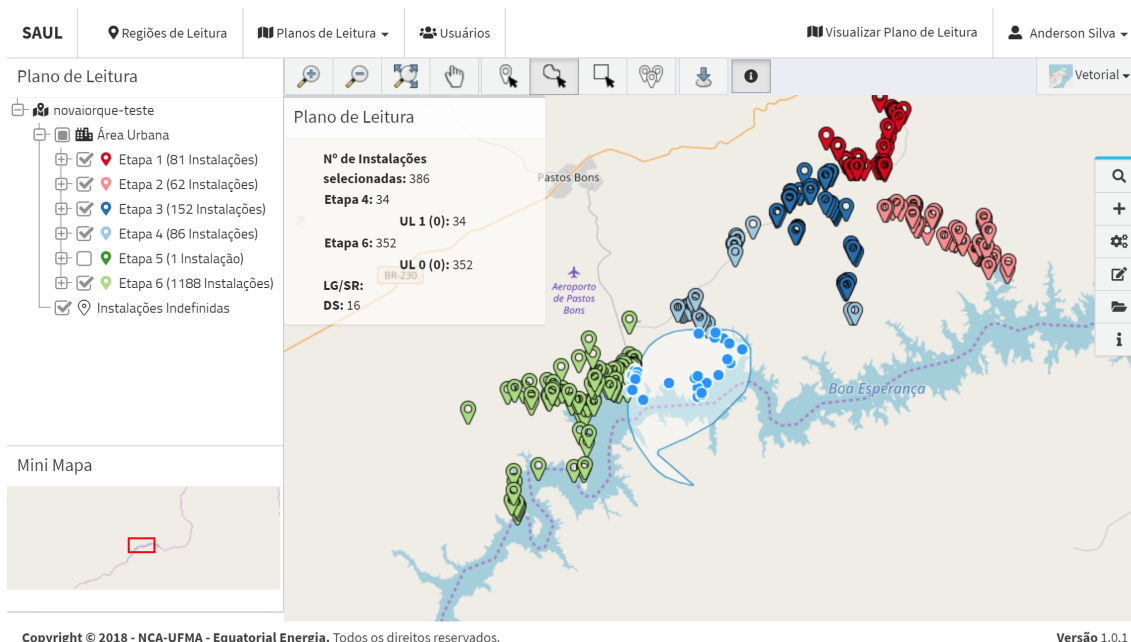 SAUL
Regiões de Leitura
Planos de Leitura
Usuários
Visualizar Plano de Leitura
Anderson Silva
Plano de Leitura
novaiorque-teste
Área Urbana
Etapa 1 (81 Instalações)
Etapa 2 (62 Instalações)
Etapa 3 (152 Instalações)
Etapa 4 (86 Instalações)
Etapa 5 (1 Instalação)
Etapa 6 (1188 Instalações)
Instalações Indefinidas
Mini Mapa
Vetorial
Plano de Leitura
Nº de Instalações
selecionadas: 386
Etapa 4: 34
UL 1 (0): 34
Etapa 6: 352
UL 0 (0): 352
LG/SR:
DS: 16
BR-230
Pastos Bons
Aeroporto
de Pastos
Bons
Boa Esperança
Copyright © 2018 - NCA-UFMA - Equatorial Energia. Todos os direitos reservados.
Versão 1.0.1